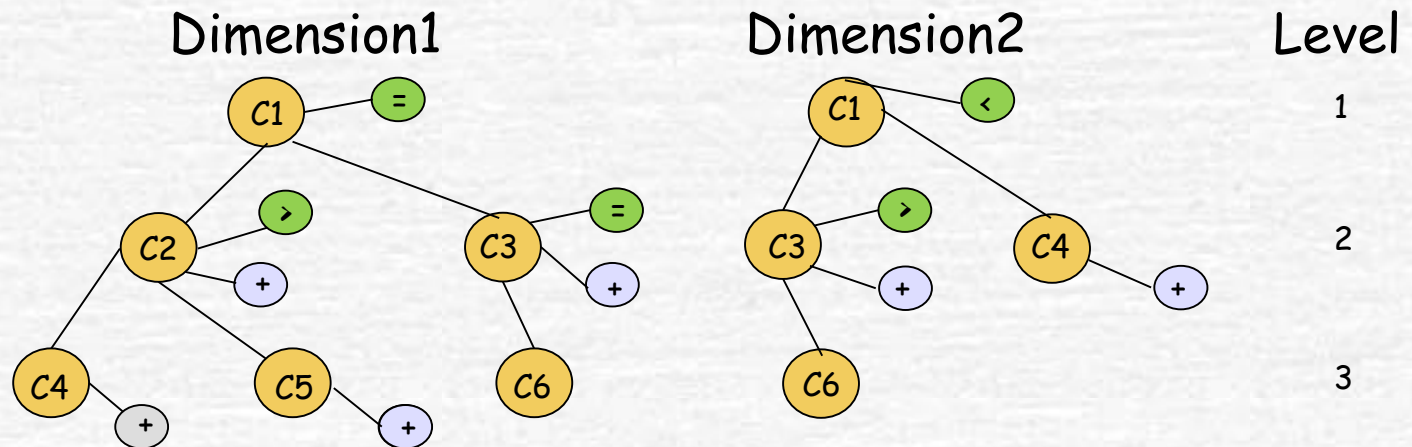 Dimension1 Dimension2 Level
C1 = C1 < 1
C2 > + C3 = + C3 > + C4 + 2
C4 + C5 + C6 C6 3